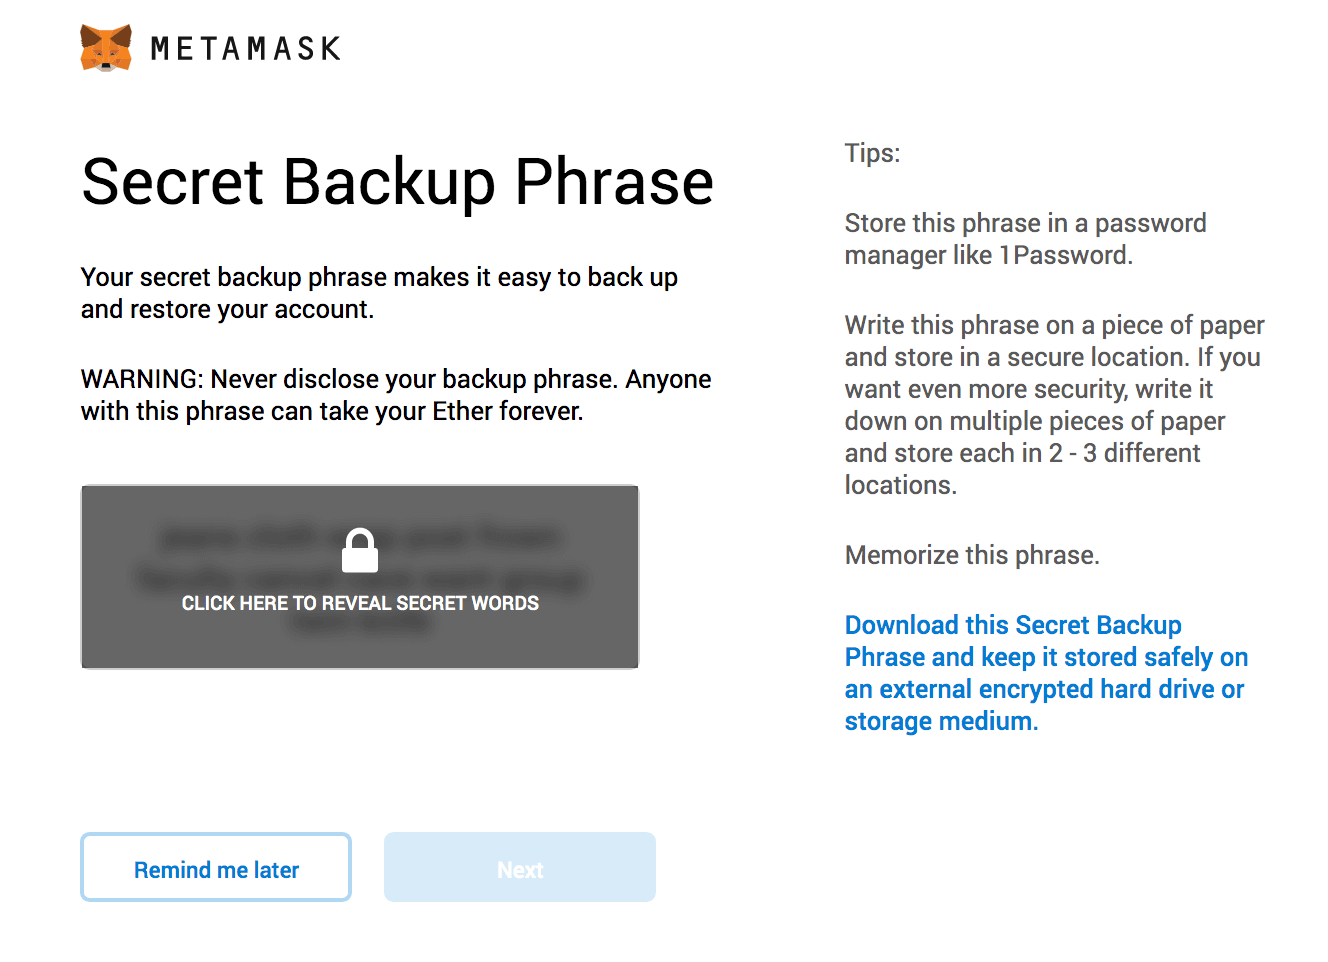 METAMASK
Secret Backup Phrase
Your secret backup phrase makes it easy to back up
and restore your account.
WARNING: Never disclose your backup phrase. Anyone
with this phrase can take your Ether forever.
CLICK HERE TO REVEAL SECRET WORDS
Remind me later
Next
Tips:
Store this phrase in a password
manager like 1Password.
Write this phrase on a piece of paper
and store in a secure location. If you
want even more security, write it
down on multiple pieces of paper
and store each in 2 - 3 different
locations.
Memorize this phrase.
Download this Secret Backup
Phrase and keep it stored safely on
an external encrypted hard drive or
storage medium.